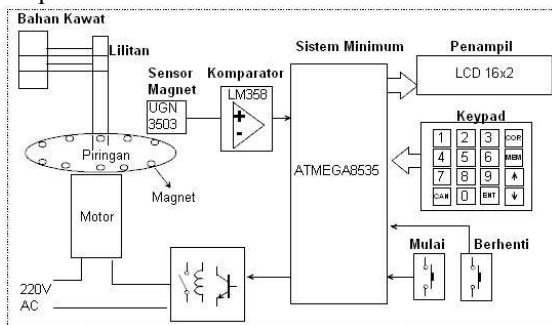 Bahan Kawat
Lilitan
Sistem Minimum
Penampil
LCD 16x2
Sensor
Magnet
Komparator
UGN
3503
LM358
+
-
Keypad
1 2 3 COR
4 5 6 MEM
7 8 9 ↑
CAN 0 ENT ↓
ATMEGA8535
Piringan
Magnet
Motor
Mulai
Berhenti
220V
AC